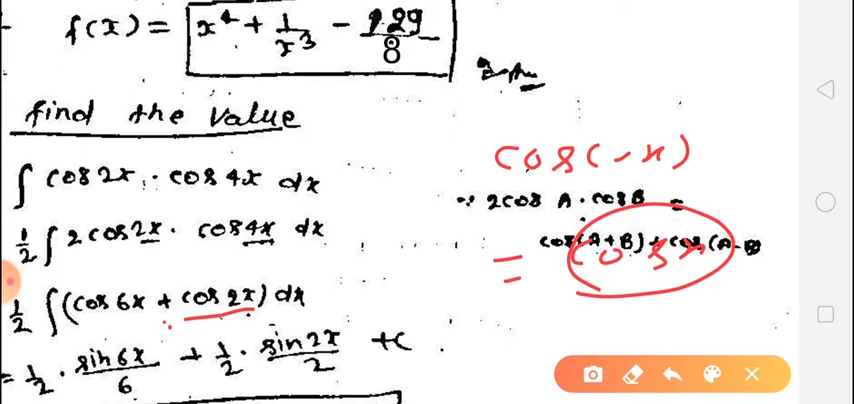 f(x) = x⁴ + 1/x³ - 129/8
Ans
find the value
∫ cos 2x · cos 4x dx
cos(-x)
∵ 2cos A · cos B =
1/2 ∫ 2 cos 2x · cos 4x dx
cos(A+B) + cos(A-B)
= cos x
1/2 ∫ (cos 6x + cos 2x) dx
= 1/2 · sin 6x/6 + 1/2 · sin 2x/2 + c